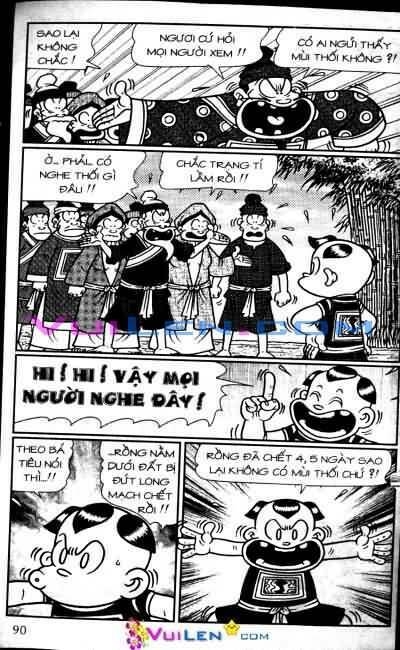 SAO LẠI
KHÔNG
CHẮC!
NGƯƠI CỨ HỎI
MỌI NGƯỜI XEM!!
CÓ AI NGỬI THẤY
MÙI THỐI KHÔNG?!
Ờ.. PHẢI.. CÓ
NGHE THỐI GÌ
ĐÂU!!
CHẮC TRẠNG TÍ
LẦM RỒI!!
VUILEN.COM
HI! HI! VẬY MỌI
NGƯỜI NGHE ĐÂY!
THEO BÁ
TIÊU NÓI
THÌ...!!
...RỒNG NẰM
DƯỚI ĐẤT BỊ
ĐỨT LONG
MẠCH CHẾT
RỒI!!
RỒNG ĐÃ CHẾT 4, 5 NGÀY SAO
LẠI KHÔNG CÓ MÙI THỐI CHỨ?!
90
VUILEN.COM